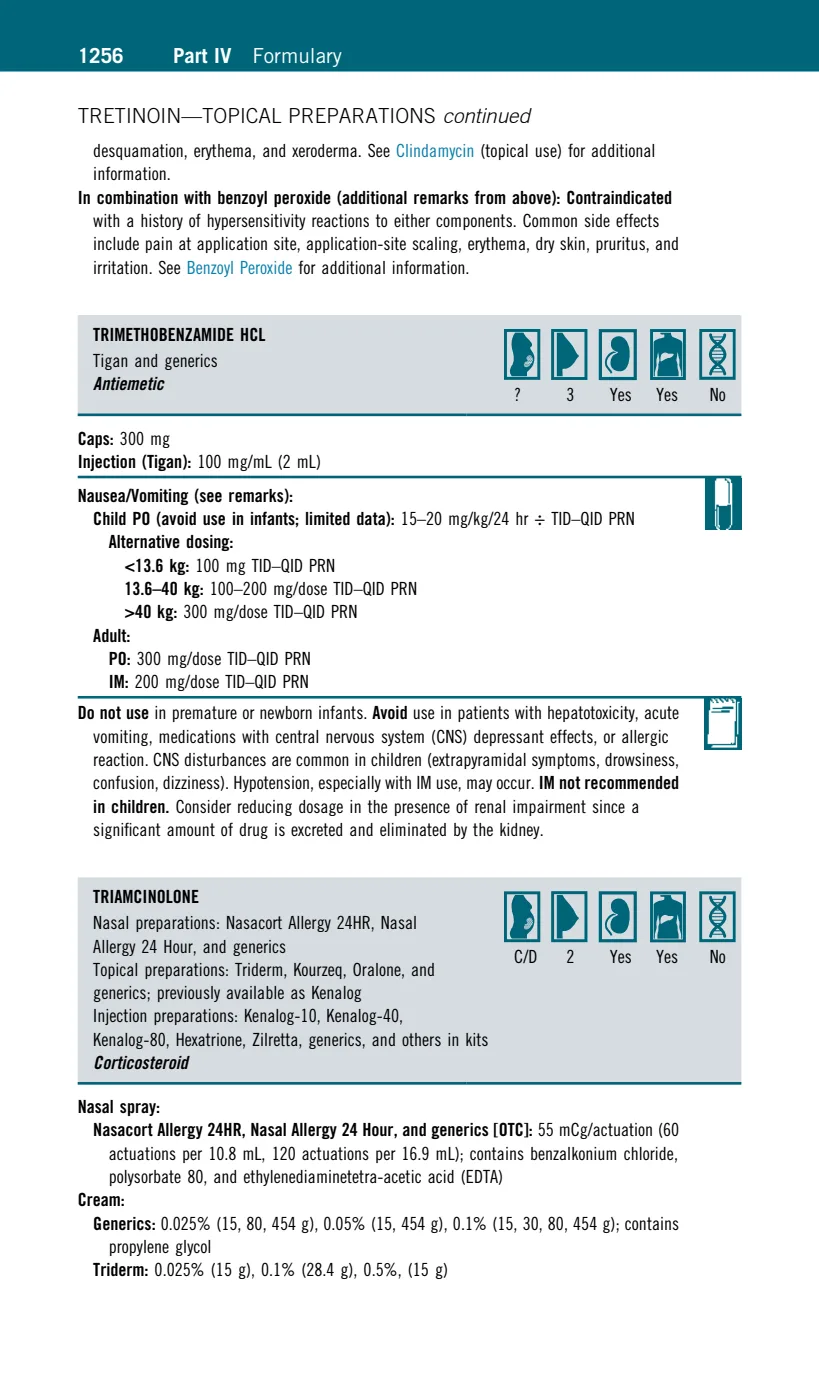 1256 Part IV Formulary
TRETINOIN—TOPICAL PREPARATIONS continued
desquamation, erythema, and xeroderma. See Clindamycin (topical use) for additional
information.
In combination with benzoyl peroxide (additional remarks from above): Contraindicated
with a history of hypersensitivity reactions to either components. Common side effects
include pain at application site, application-site scaling, erythema, dry skin, pruritus, and
irritation. See Benzoyl Peroxide for additional information.
TRIMETHOBENZAMIDE HCL
Tigan and generics
Antiemetic
? 3 Yes Yes No
Caps: 300 mg
Injection (Tigan): 100 mg/mL (2 mL)
Nausea/Vomiting (see remarks):
Child PO (avoid use in infants; limited data): 15–20 mg/kg/24 hr ÷ TID–QID PRN
Alternative dosing:
<13.6 kg: 100 mg TID–QID PRN
13.6–40 kg: 100–200 mg/dose TID–QID PRN
>40 kg: 300 mg/dose TID–QID PRN
Adult:
PO: 300 mg/dose TID–QID PRN
IM: 200 mg/dose TID–QID PRN
Do not use in premature or newborn infants. Avoid use in patients with hepatotoxicity, acute
vomiting, medications with central nervous system (CNS) depressant effects, or allergic
reaction. CNS disturbances are common in children (extrapyramidal symptoms, drowsiness,
confusion, dizziness). Hypotension, especially with IM use, may occur. IM not recommended
in children. Consider reducing dosage in the presence of renal impairment since a
significant amount of drug is excreted and eliminated by the kidney.
TRIAMCINOLONE
Nasal preparations: Nasacort Allergy 24HR, Nasal
Allergy 24 Hour, and generics
Topical preparations: Triderm, Kourzeq, Oralone, and
generics; previously available as Kenalog
Injection preparations: Kenalog-10, Kenalog-40,
Kenalog-80, Hexatrione, Zilretta, generics, and others in kits
Corticosteroid
C/D 2 Yes Yes No
Nasal spray:
Nasacort Allergy 24HR, Nasal Allergy 24 Hour, and generics [OTC]: 55 mCg/actuation (60
actuations per 10.8 mL, 120 actuations per 16.9 mL); contains benzalkonium chloride,
polysorbate 80, and ethylenediaminetetra-acetic acid (EDTA)
Cream:
Generics: 0.025% (15, 80, 454 g), 0.05% (15, 454 g), 0.1% (15, 30, 80, 454 g); contains
propylene glycol
Triderm: 0.025% (15 g), 0.1% (28.4 g), 0.5%, (15 g)